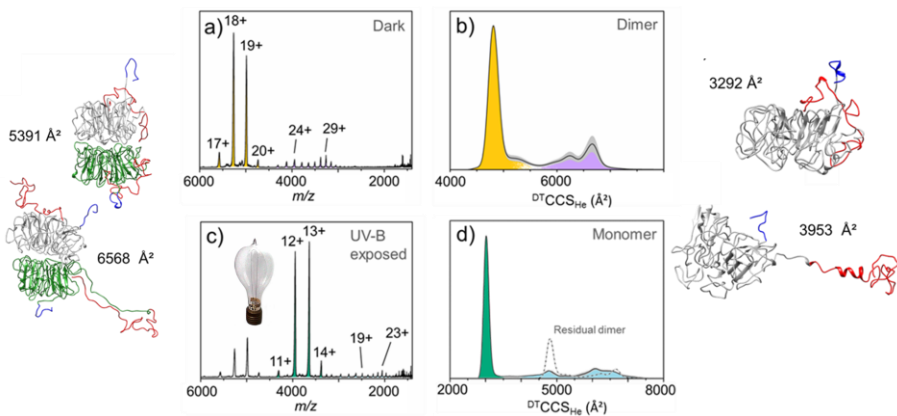 5391 Å²
6568 Å²
a)
Dark
18+
19+
17+
20+
24+
29+
6000
4000
2000
m/z
b)
Dimer
4000
6000
8000
ᴰᵀCCSHe (Å²)
3292 Å²
3953 Å²
c)
UV-B
exposed
12+
13+
11+
14+
19+
23+
6000
4000
2000
m/z
d)
Monomer
Residual dimer
2000
5000
8000
ᴰᵀCCSHe (Å²)